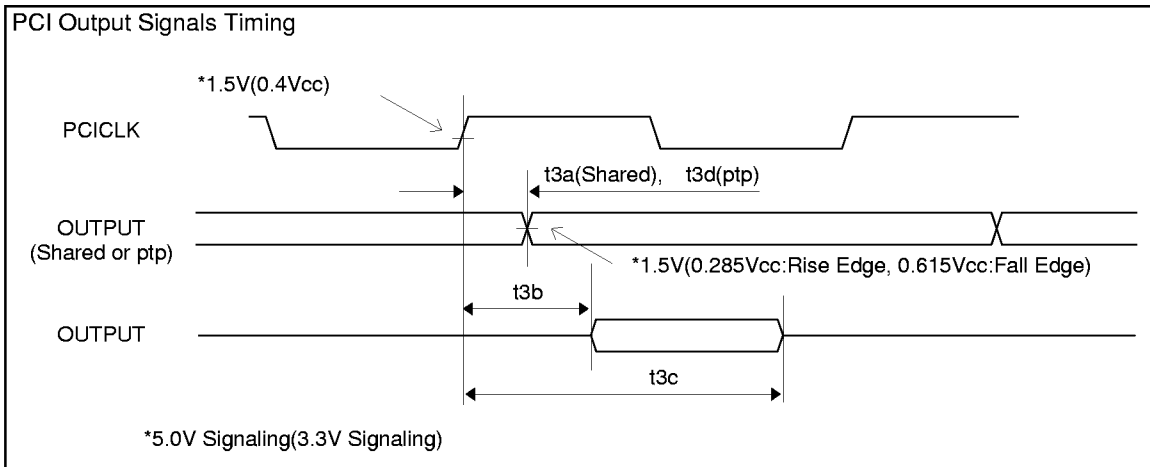 PCI Output Signals Timing
*1.5V(0.4Vcc)
PCICLK
t3a(Shared), t3d(ptp)
OUTPUT
(Shared or ptp)
*1.5V(0.285Vcc:Rise Edge, 0.615Vcc:Fall Edge)
t3b
OUTPUT
t3c
*5.0V Signaling(3.3V Signaling)